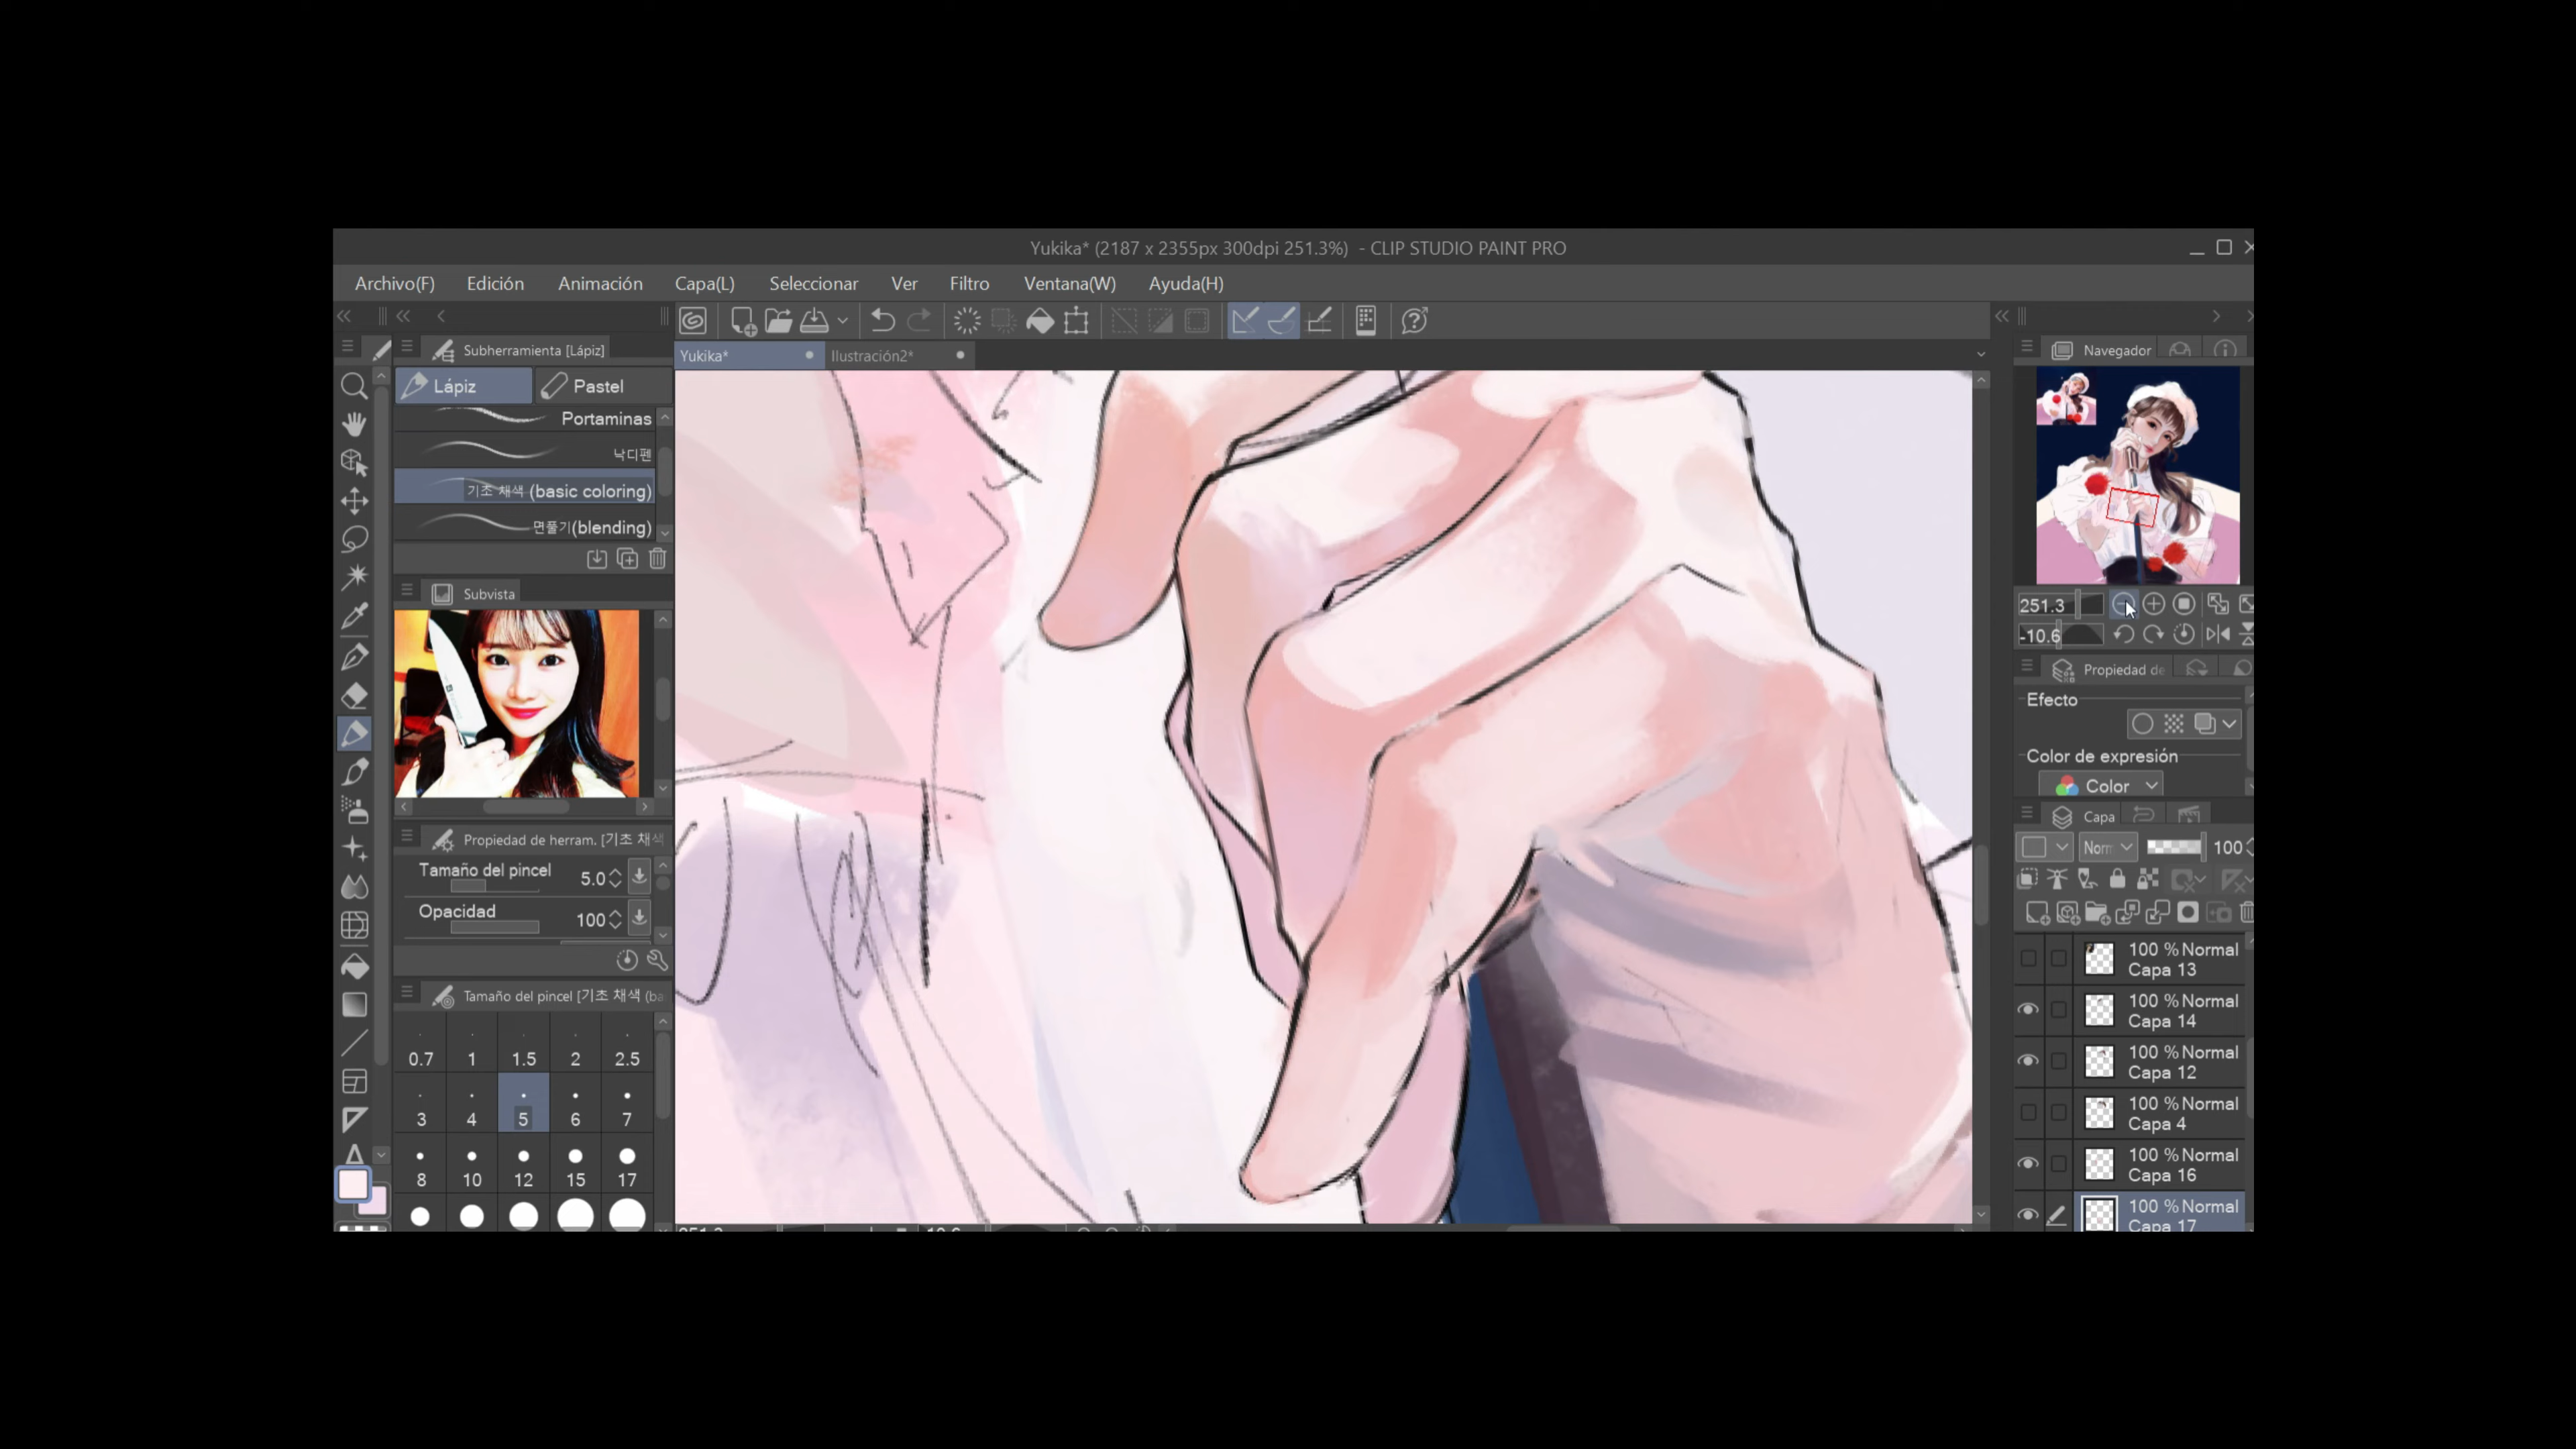 Yukika* (2187 x 2355px 300dpi 251.3%) - CLIP STUDIO PAINT PRO
Archivo(F) Edición Animación Capa(L) Seleccionar Ver Filtro Ventana(W) Ayuda(H)
Yukika* Ilustración2*
Subherramienta [Lápiz]
Lápiz Pastel
Portaminas
낙디펜
기초 채색 (basic coloring)
면풀기(blending)
Subvista
Propiedad de herram. [기초 채색
Tamaño del pincel 5.0
Opacidad 100
Tamaño del pincel [기초 채색 (ba
0.7 1 1.5 2 2.5
3 4 5 6 7
8 10 12 15 17
Navegador
251.3
-10.6
Propiedad de
Efecto
Color de expresión
Color
Capa
Norm 100
100 % Normal
Capa 13
100 % Normal
Capa 14
100 % Normal
Capa 12
100 % Normal
Capa 4
100 % Normal
Capa 16
100 % Normal
Capa 17